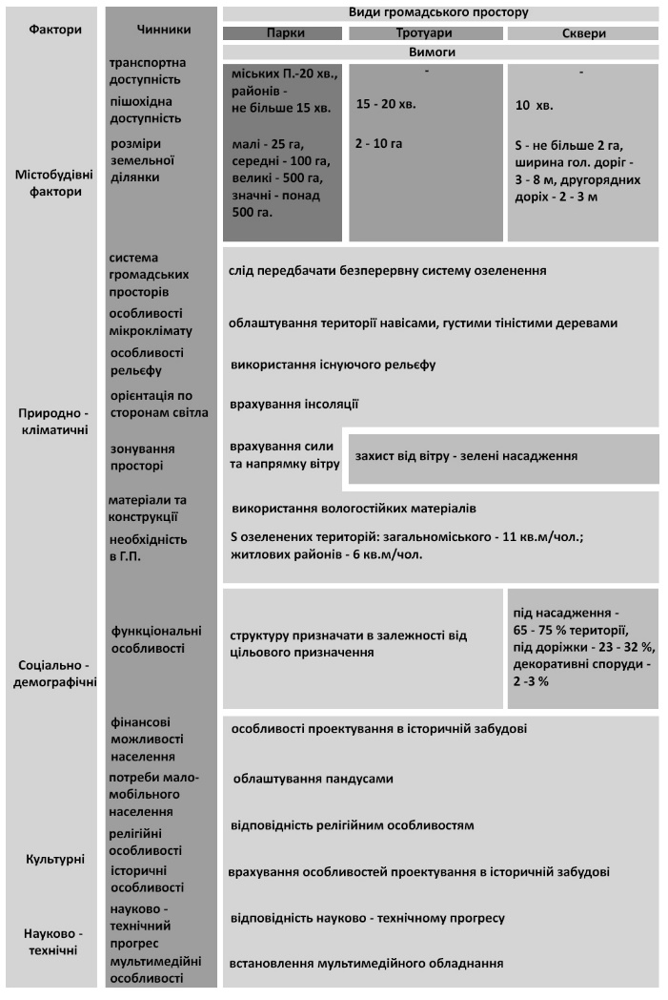 Види громадського простору
Фактори
Чинники
Парки
Тротуари
Сквери
Вимоги
транспортна
доступність
міських П.-20 хв.,
районів -
не більше 15 хв.
-
-
пішохідна
доступність
15 - 20 хв.
10 хв.
Містобудівні
фактори
розміри
земельної
ділянки
малі - 25 га,
середні - 100 га,
великі - 500 га,
значні - понад
500 га.
2 - 10 га
S - не більше 2 га,
ширина гол. доріг -
3 - 8 м, другорядних
доріх - 2 - 3 м
система
громадських
просторів
слід передбачати безперервну систему озеленення
особливості
мікроклімату
облаштування території навісами, густими тіністими деревами
особливості
рельєфу
використання існуючого рельєфу
Природно -
кліматичні
орієнтація по
сторонам світла
врахування інсоляції
зонування
просторі
врахування сили
та напрямку вітру
захист від вітру - зелені насадження
матеріали та
конструкції
використання вологостійких матеріалів
необхідність
в Г.П.
S озеленених територій: загальноміського - 11 кв.м/чол.;
житлових районів - 6 кв.м/чол.
Соціально -
демографічні
функціональні
особливості
структуру призначати в залежності від
цільового призначення
під насадження -
65 - 75 % території,
під доріжки - 23 - 32 %,
декоративні споруди -
2 -3 %
фінансові
можливості
населення
особливості проектування в історичній забудові
потреби мало-
мобільного
населення
облаштування пандусами
Культурні
релігійні
особливості
відповідність релігійним особливостям
історичні
особливості
врахування особливостей проектування в історичній забудові
Науково -
технічні
науково -
технічний
прогрес
відповідність науково - технічному прогресу
мультимедійні
особливості
встановлення мультимедійного обладнання